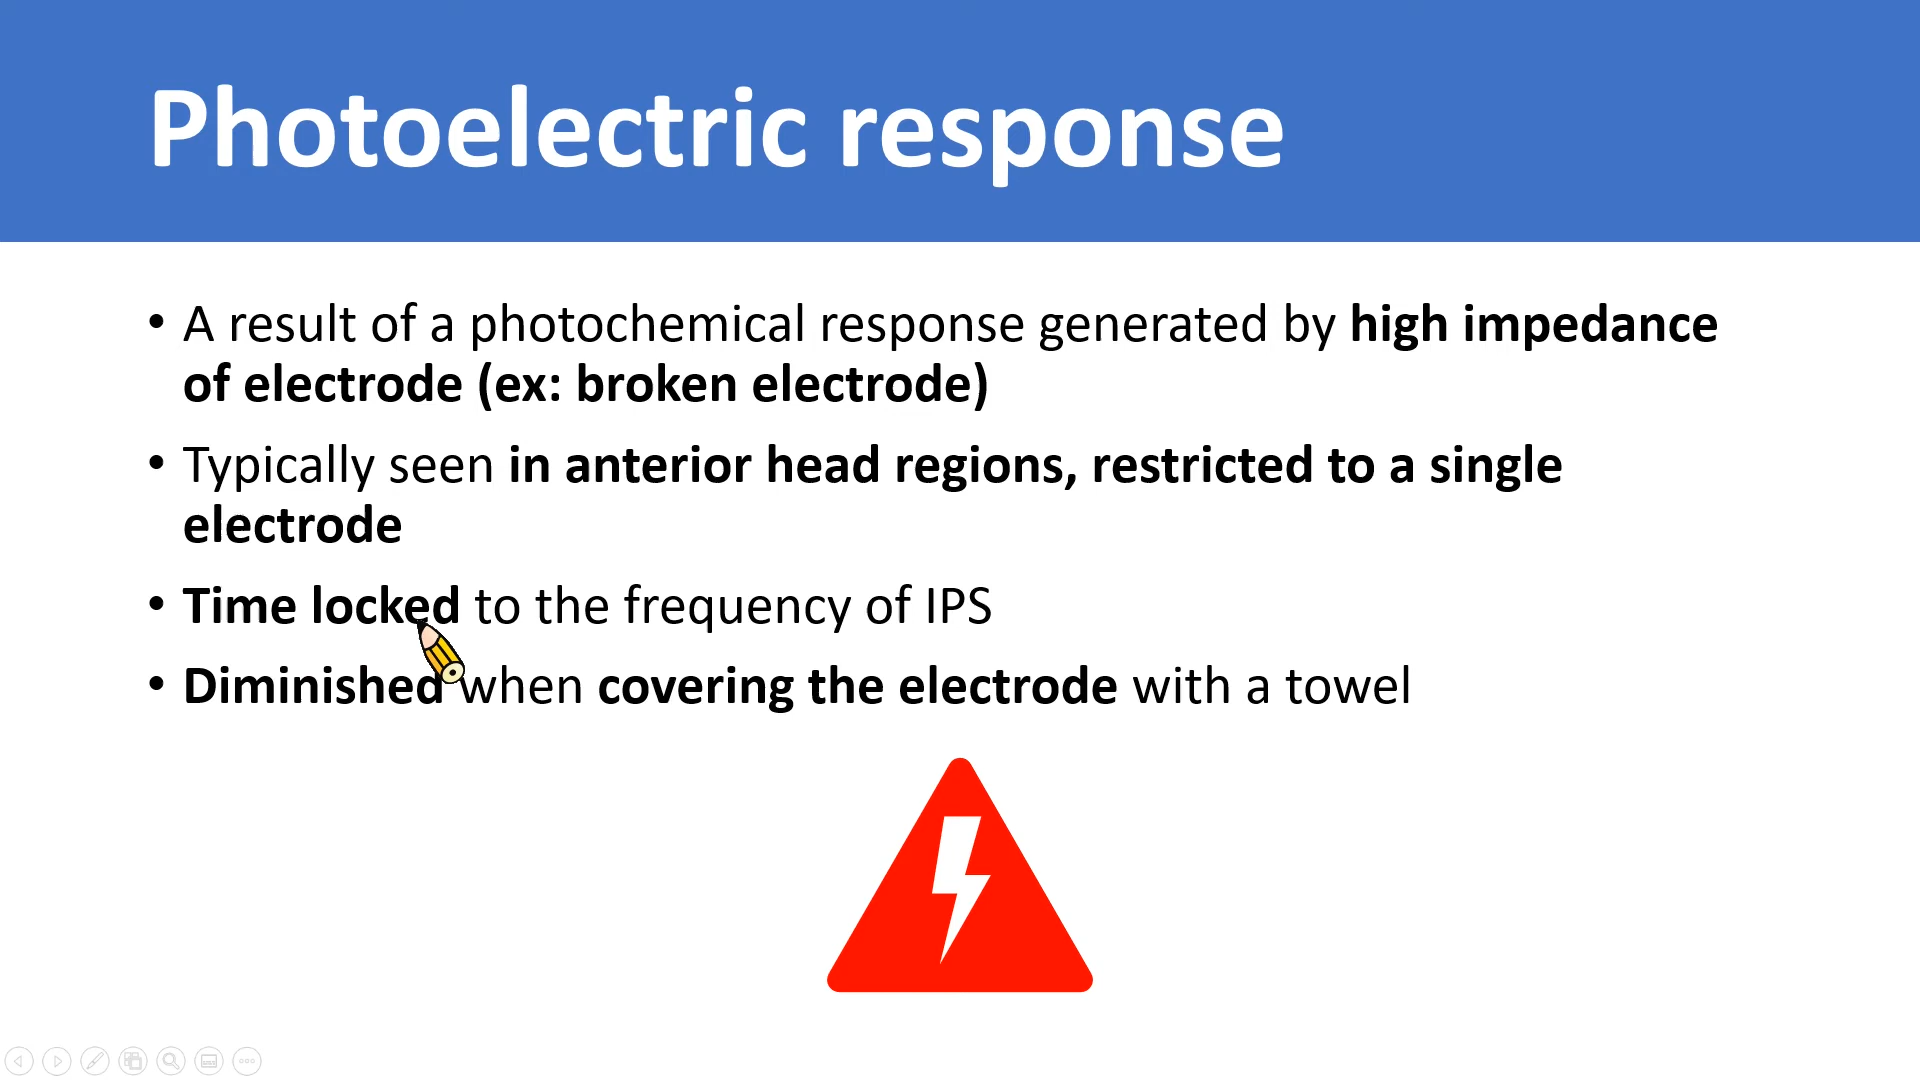 Photoelectric response
• A result of a photochemical response generated by high impedance
of electrode (ex: broken electrode)
• Typically seen in anterior head regions, restricted to a single
electrode
• Time locked to the frequency of IPS
• Diminished when covering the electrode with a towel